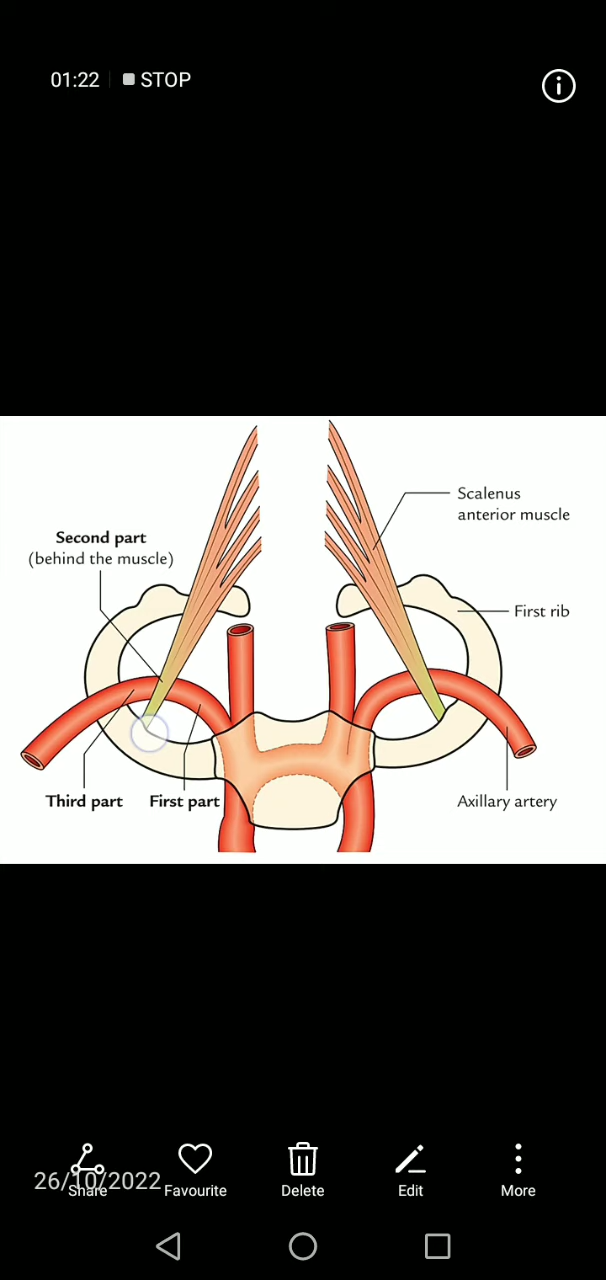 01:22 STOP
Scalenus
anterior muscle
Second part
(behind the muscle)
First rib
Third part
First part
Axillary artery
26/10/2022
Share
Favourite
Delete
Edit
More